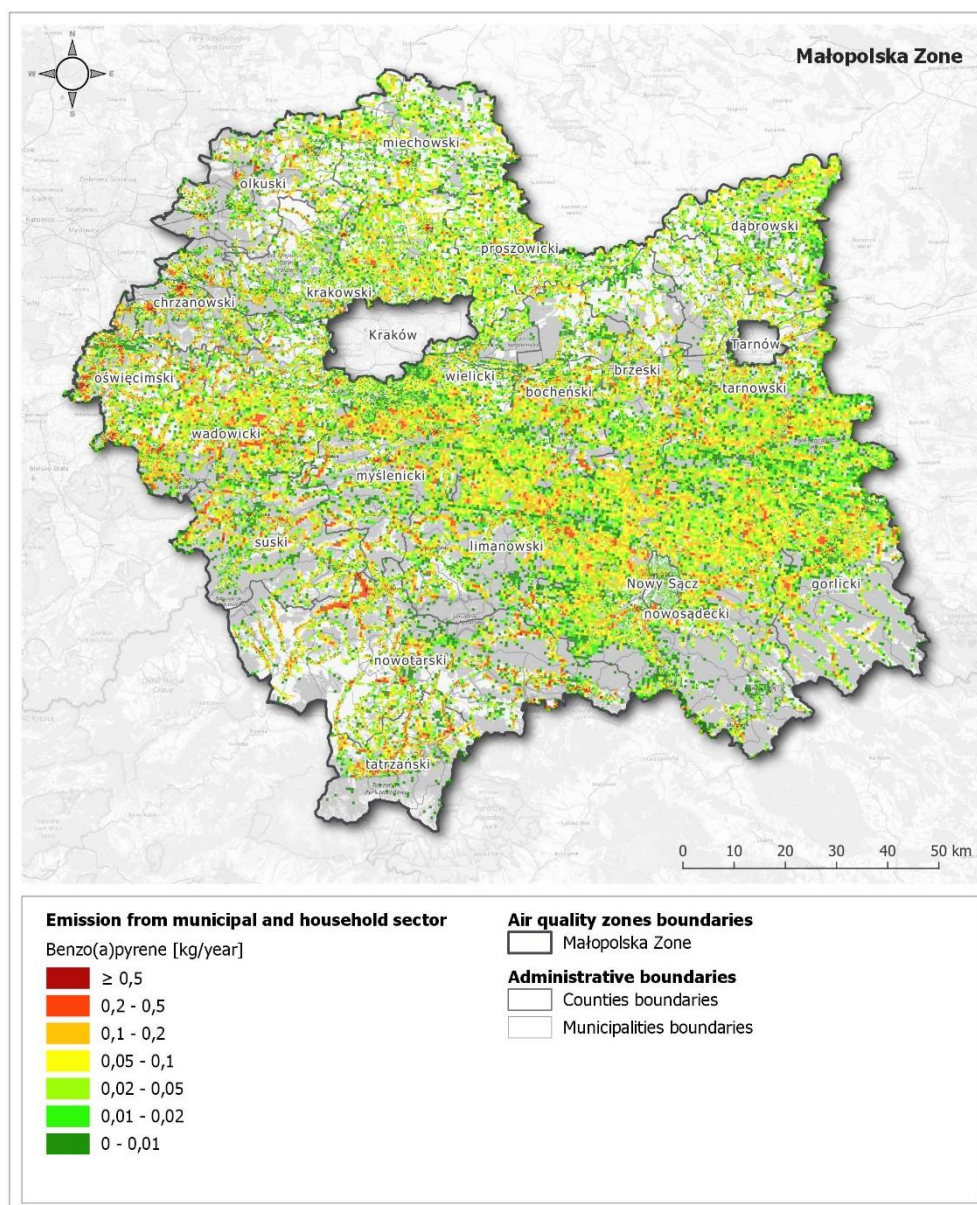 Małopolska Zone
N
W
E
S
miechowski
olkuski
dąbrowski
proszowicki
krakowski
chrzanowski
Kraków
Tarnów
oświęcimski
wielicki
bocheński
brzeski
tarnowski
wadowicki
myślenicki
suski
limanowski
Nowy Sącz
gorlicki
nowosądecki
nowotarski
tatrzański
0 10 20 30 40 50 km
Emission from municipal and household sector
Benzo(a)pyrene [kg/year]
≥ 0,5
0,2 - 0,5
0,1 - 0,2
0,05 - 0,1
0,02 - 0,05
0,01 - 0,02
0 - 0,01
Air quality zones boundaries
Małopolska Zone
Administrative boundaries
Counties boundaries
Municipalities boundaries